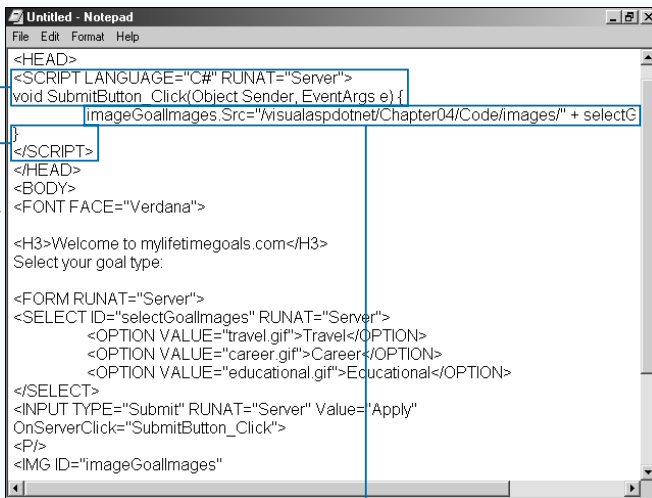 Untitled - Notepad
File Edit Format Help
<HEAD>
<SCRIPT LANGUAGE="C#" RUNAT="Server">
void SubmitButton_Click(Object Sender, EventArgs e) {
imageGoalImages.Src="/visualaspdotnet/Chapter04/Code/images/" + selectG
}
</SCRIPT>
</HEAD>
<BODY>
<FONT FACE="Verdana">
<H3>Welcome to mylifetimegoals.com</H3>
Select your goal type:
<FORM RUNAT="Server">
<SELECT ID="selectGoalImages" RUNAT="Server">
<OPTION VALUE="travel.gif">Travel</OPTION>
<OPTION VALUE="career.gif">Career</OPTION>
<OPTION VALUE="educational.gif">Educational</OPTION>
</SELECT>
<INPUT TYPE="Submit" RUNAT="Server" Value="Apply"
OnServerClick="SubmitButton_Click">
<P/>
<IMG ID="imageGoalImages"